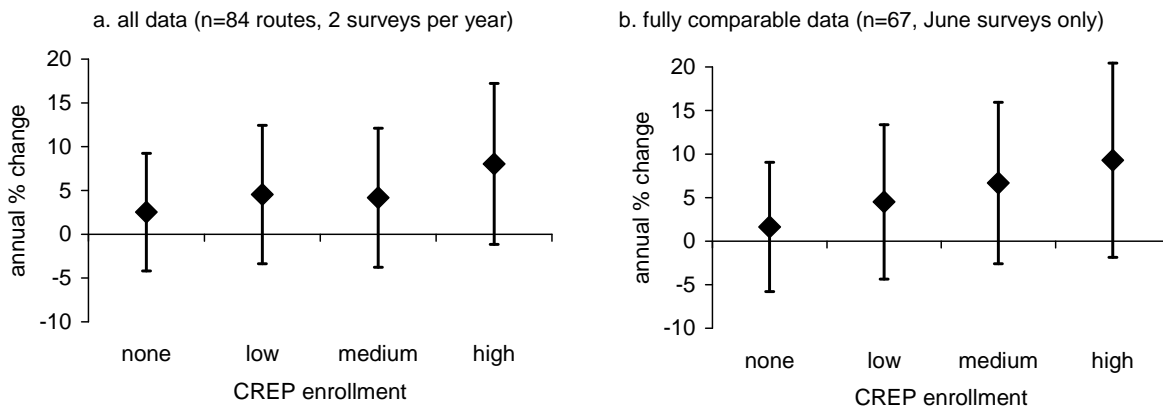 a. all data (n=84 routes, 2 surveys per year)
20
15
10
5
0
-5
-10
annual % change
none low medium high
CREP enrollment
b. fully comparable data (n=67, June surveys only)
20
15
10
5
0
-5
-10
annual % change
none low medium high
CREP enrollment